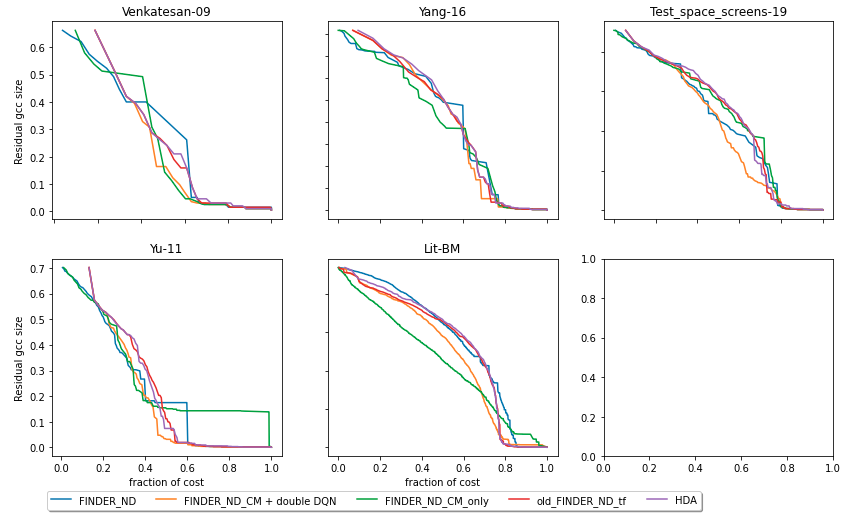 Venkatesan-09 Yang-16 Test_space_screens-19
Residual gcc size
0.6
0.5
0.4
0.3
0.2
0.1
0.0
Yu-11 Lit-BM
Residual gcc size
0.7
0.6
0.5
0.4
0.3
0.2
0.1
0.0
1.0
0.8
0.6
0.4
0.2
0.0
0.0 0.2 0.4 0.6 0.8 1.0
0.0 0.2 0.4 0.6 0.8 1.0
0.0 0.2 0.4 0.6 0.8 1.0
fraction of cost fraction of cost
FINDER_ND FINDER_ND_CM + double DQN FINDER_ND_CM_only old_FINDER_ND_tf HDA